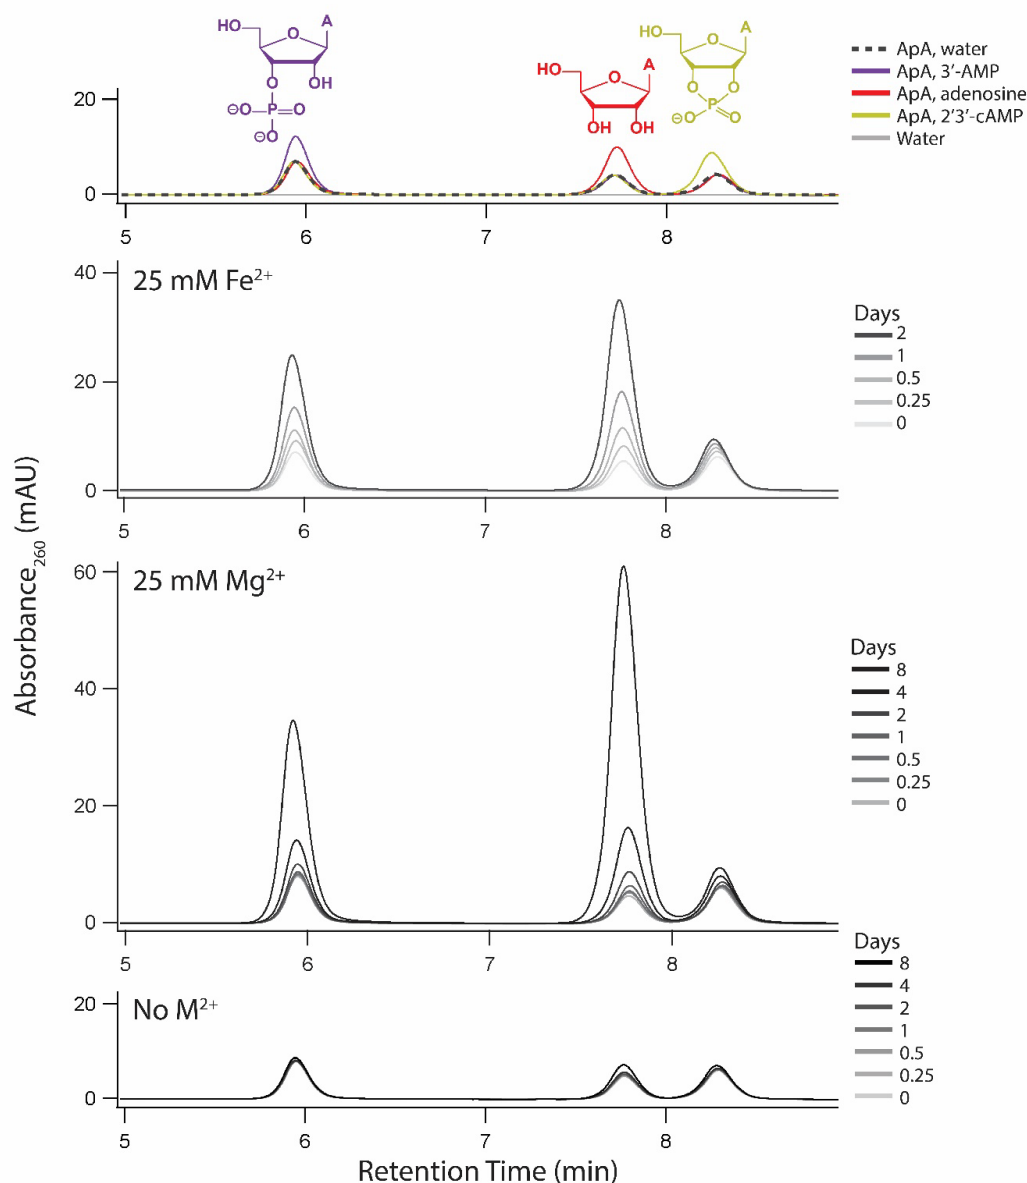 HO
O
A
O
OH
⊖O
P
O
⊖O
HO
O
A
OH
OH
HO
O
A
O
O
P
⊖O
O
ApA, water
ApA, 3′-AMP
ApA, adenosine
ApA, 2′3′-cAMP
Water
20
0
5 6 7 8
25 mM Fe²⁺
40
20
0
5 6 7 8
Days
2
1
0.5
0.25
0
Absorbance₂₆₀ (mAU)
25 mM Mg²⁺
60
40
20
0
5 6 7 8
Days
8
4
2
1
0.5
0.25
0
No M²⁺
20
0
5 6 7 8
Days
8
4
2
1
0.5
0.25
0
Retention Time (min)